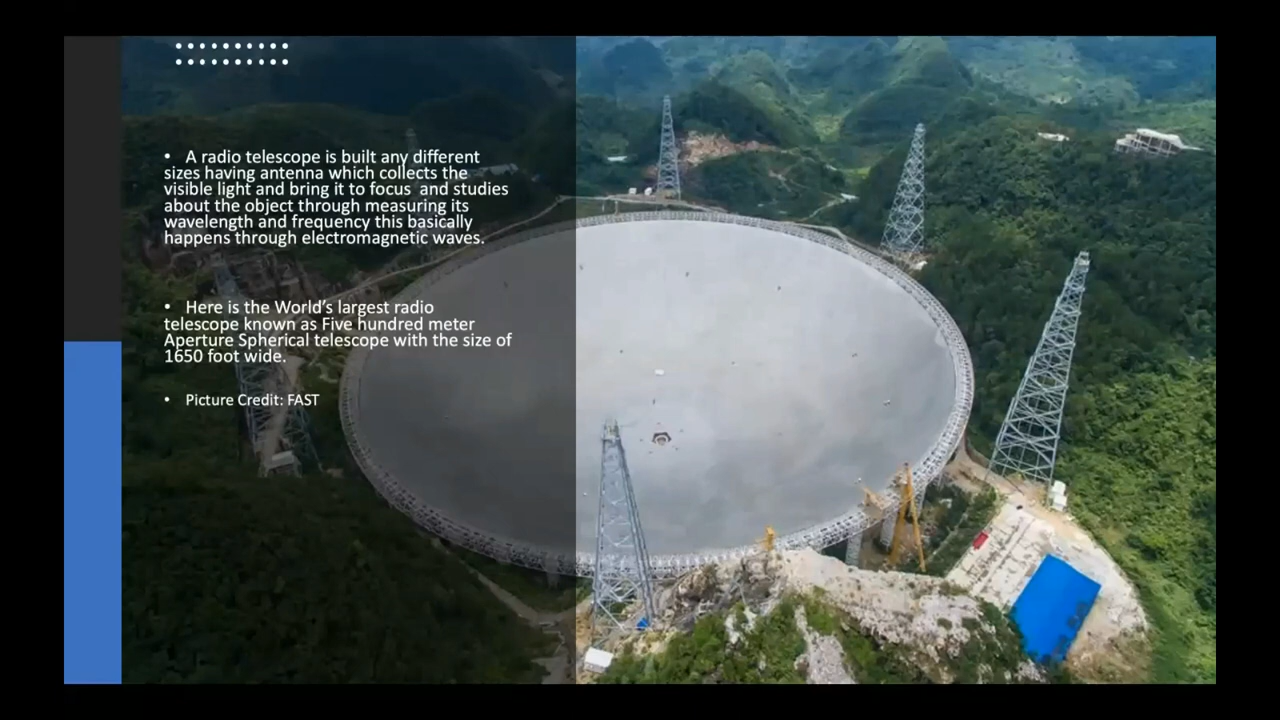 • A radio telescope is built any different
sizes having antenna which collects the
visible light and bring it to focus  and studies
about the object through measuring its
wavelength and frequency this basically
happens through electromagnetic waves.
• Here is the World’s largest radio
telescope known as Five hundred meter
Aperture Spherical telescope with the size of
1650 foot wide.
• Picture Credit: FAST